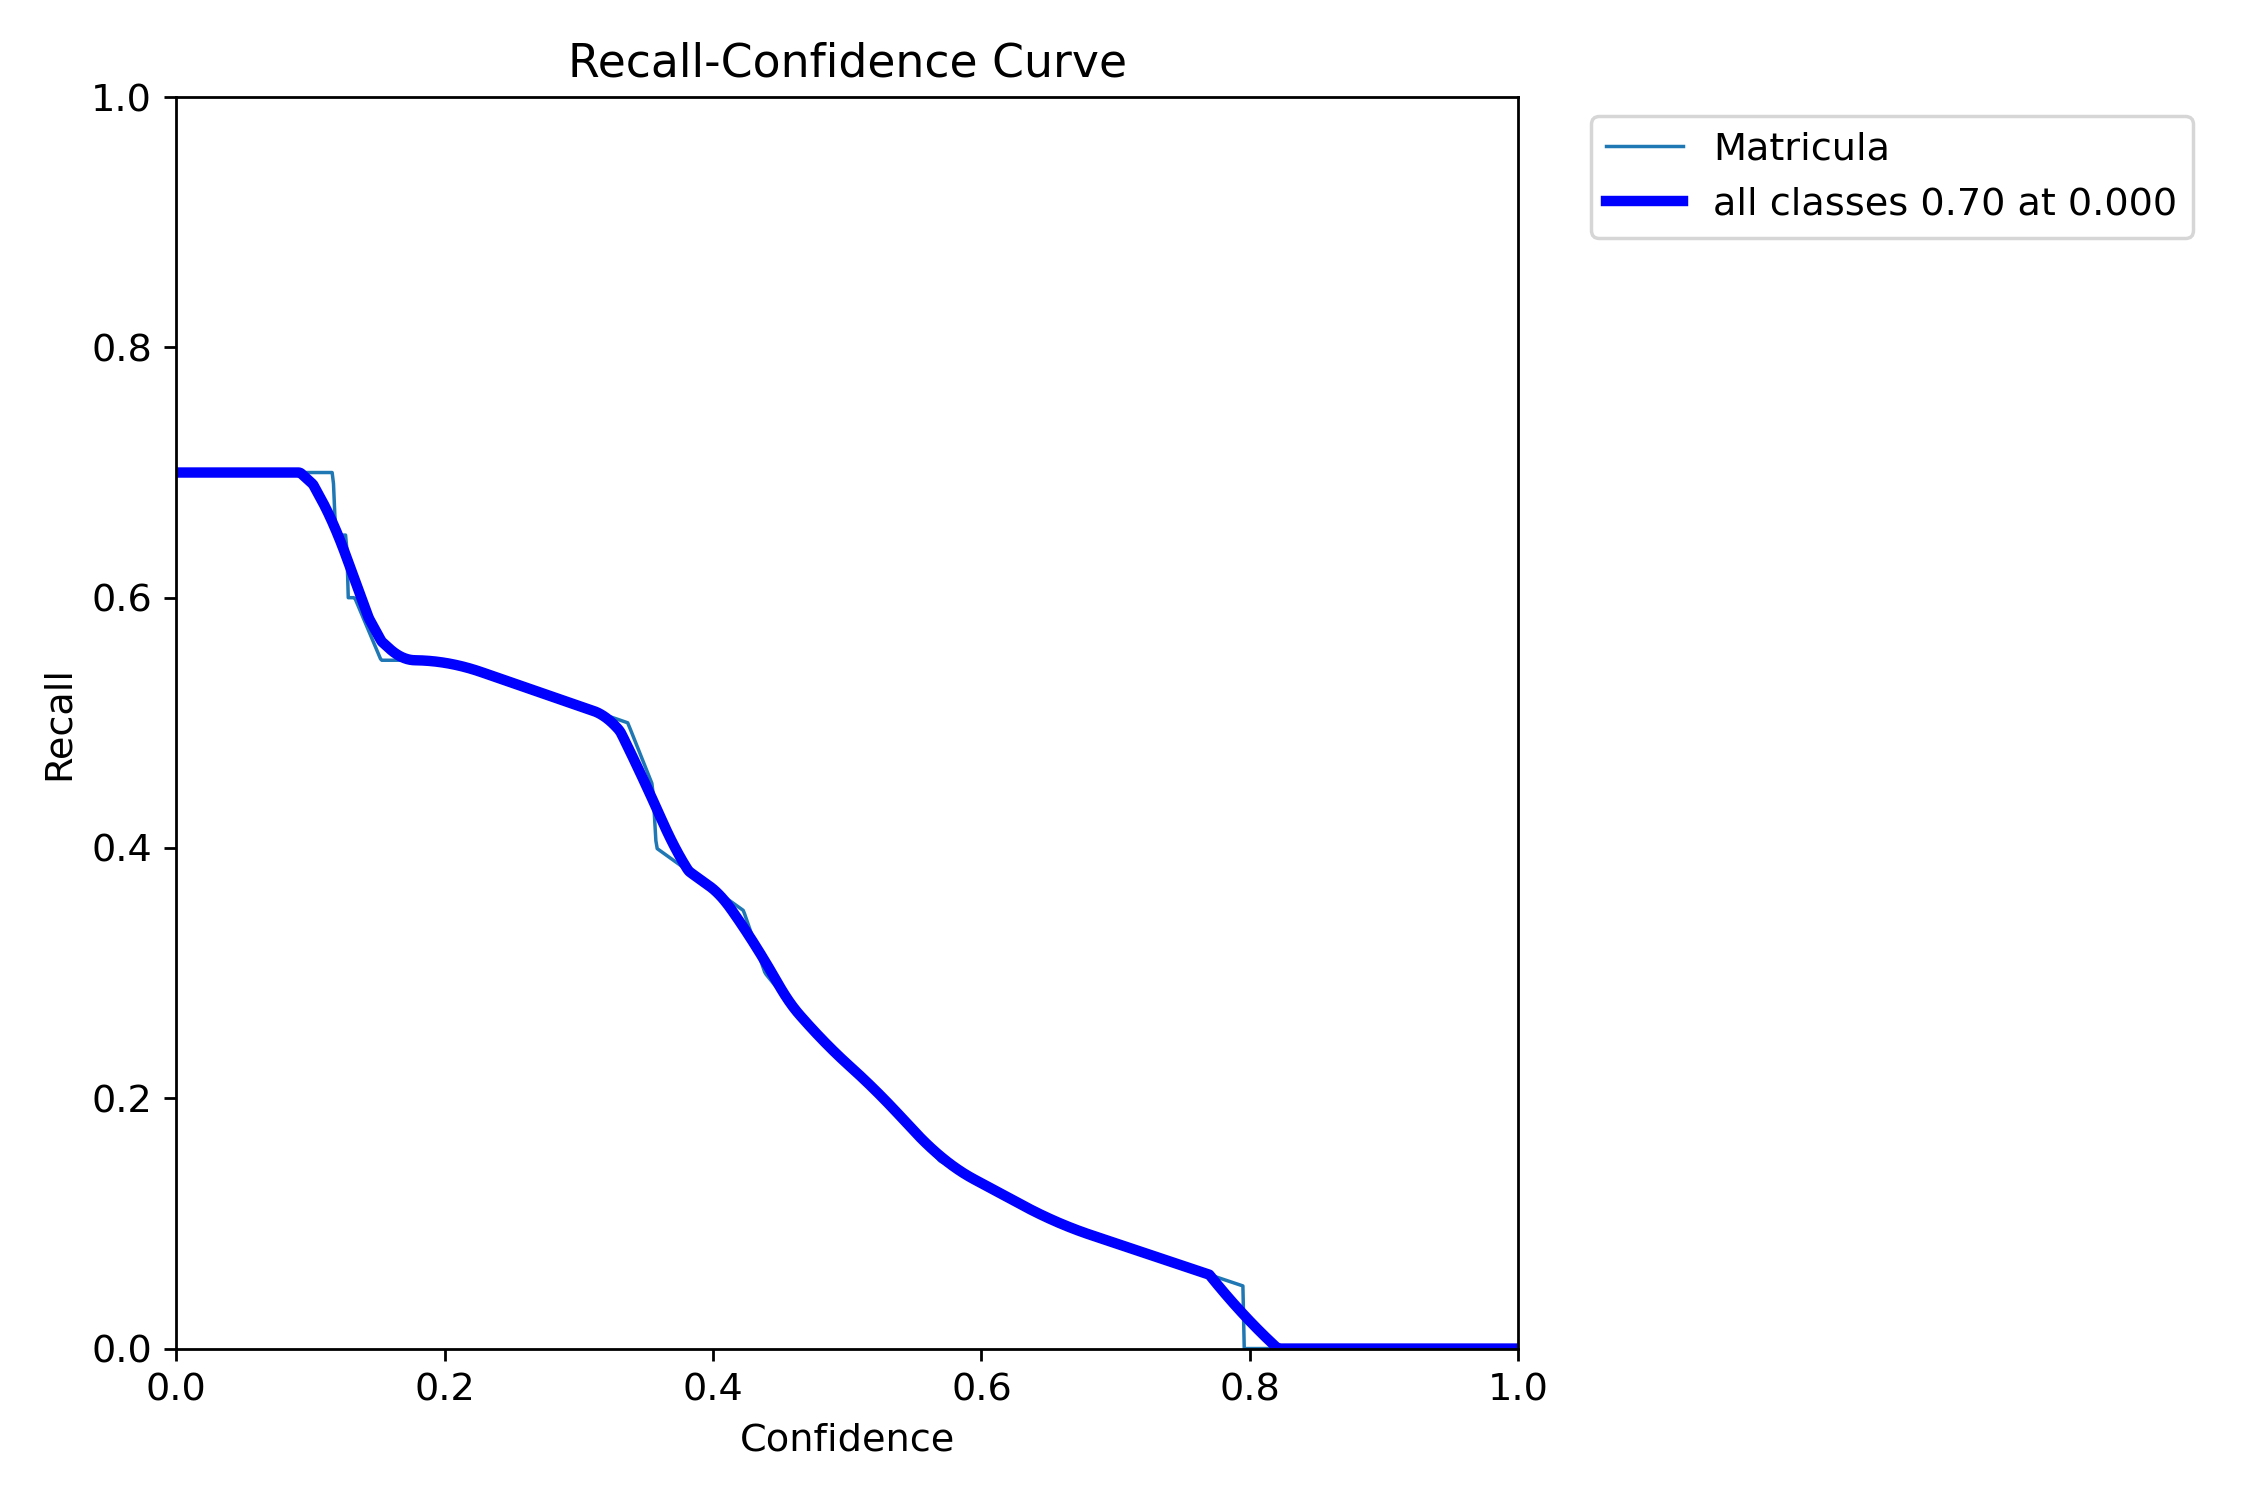 Recall-Confidence Curve
1.0
0.8
0.6
0.4
0.2
0.0
Recall
0.0 0.2 0.4 0.6 0.8 1.0
Confidence
Matricula
all classes 0.70 at 0.000